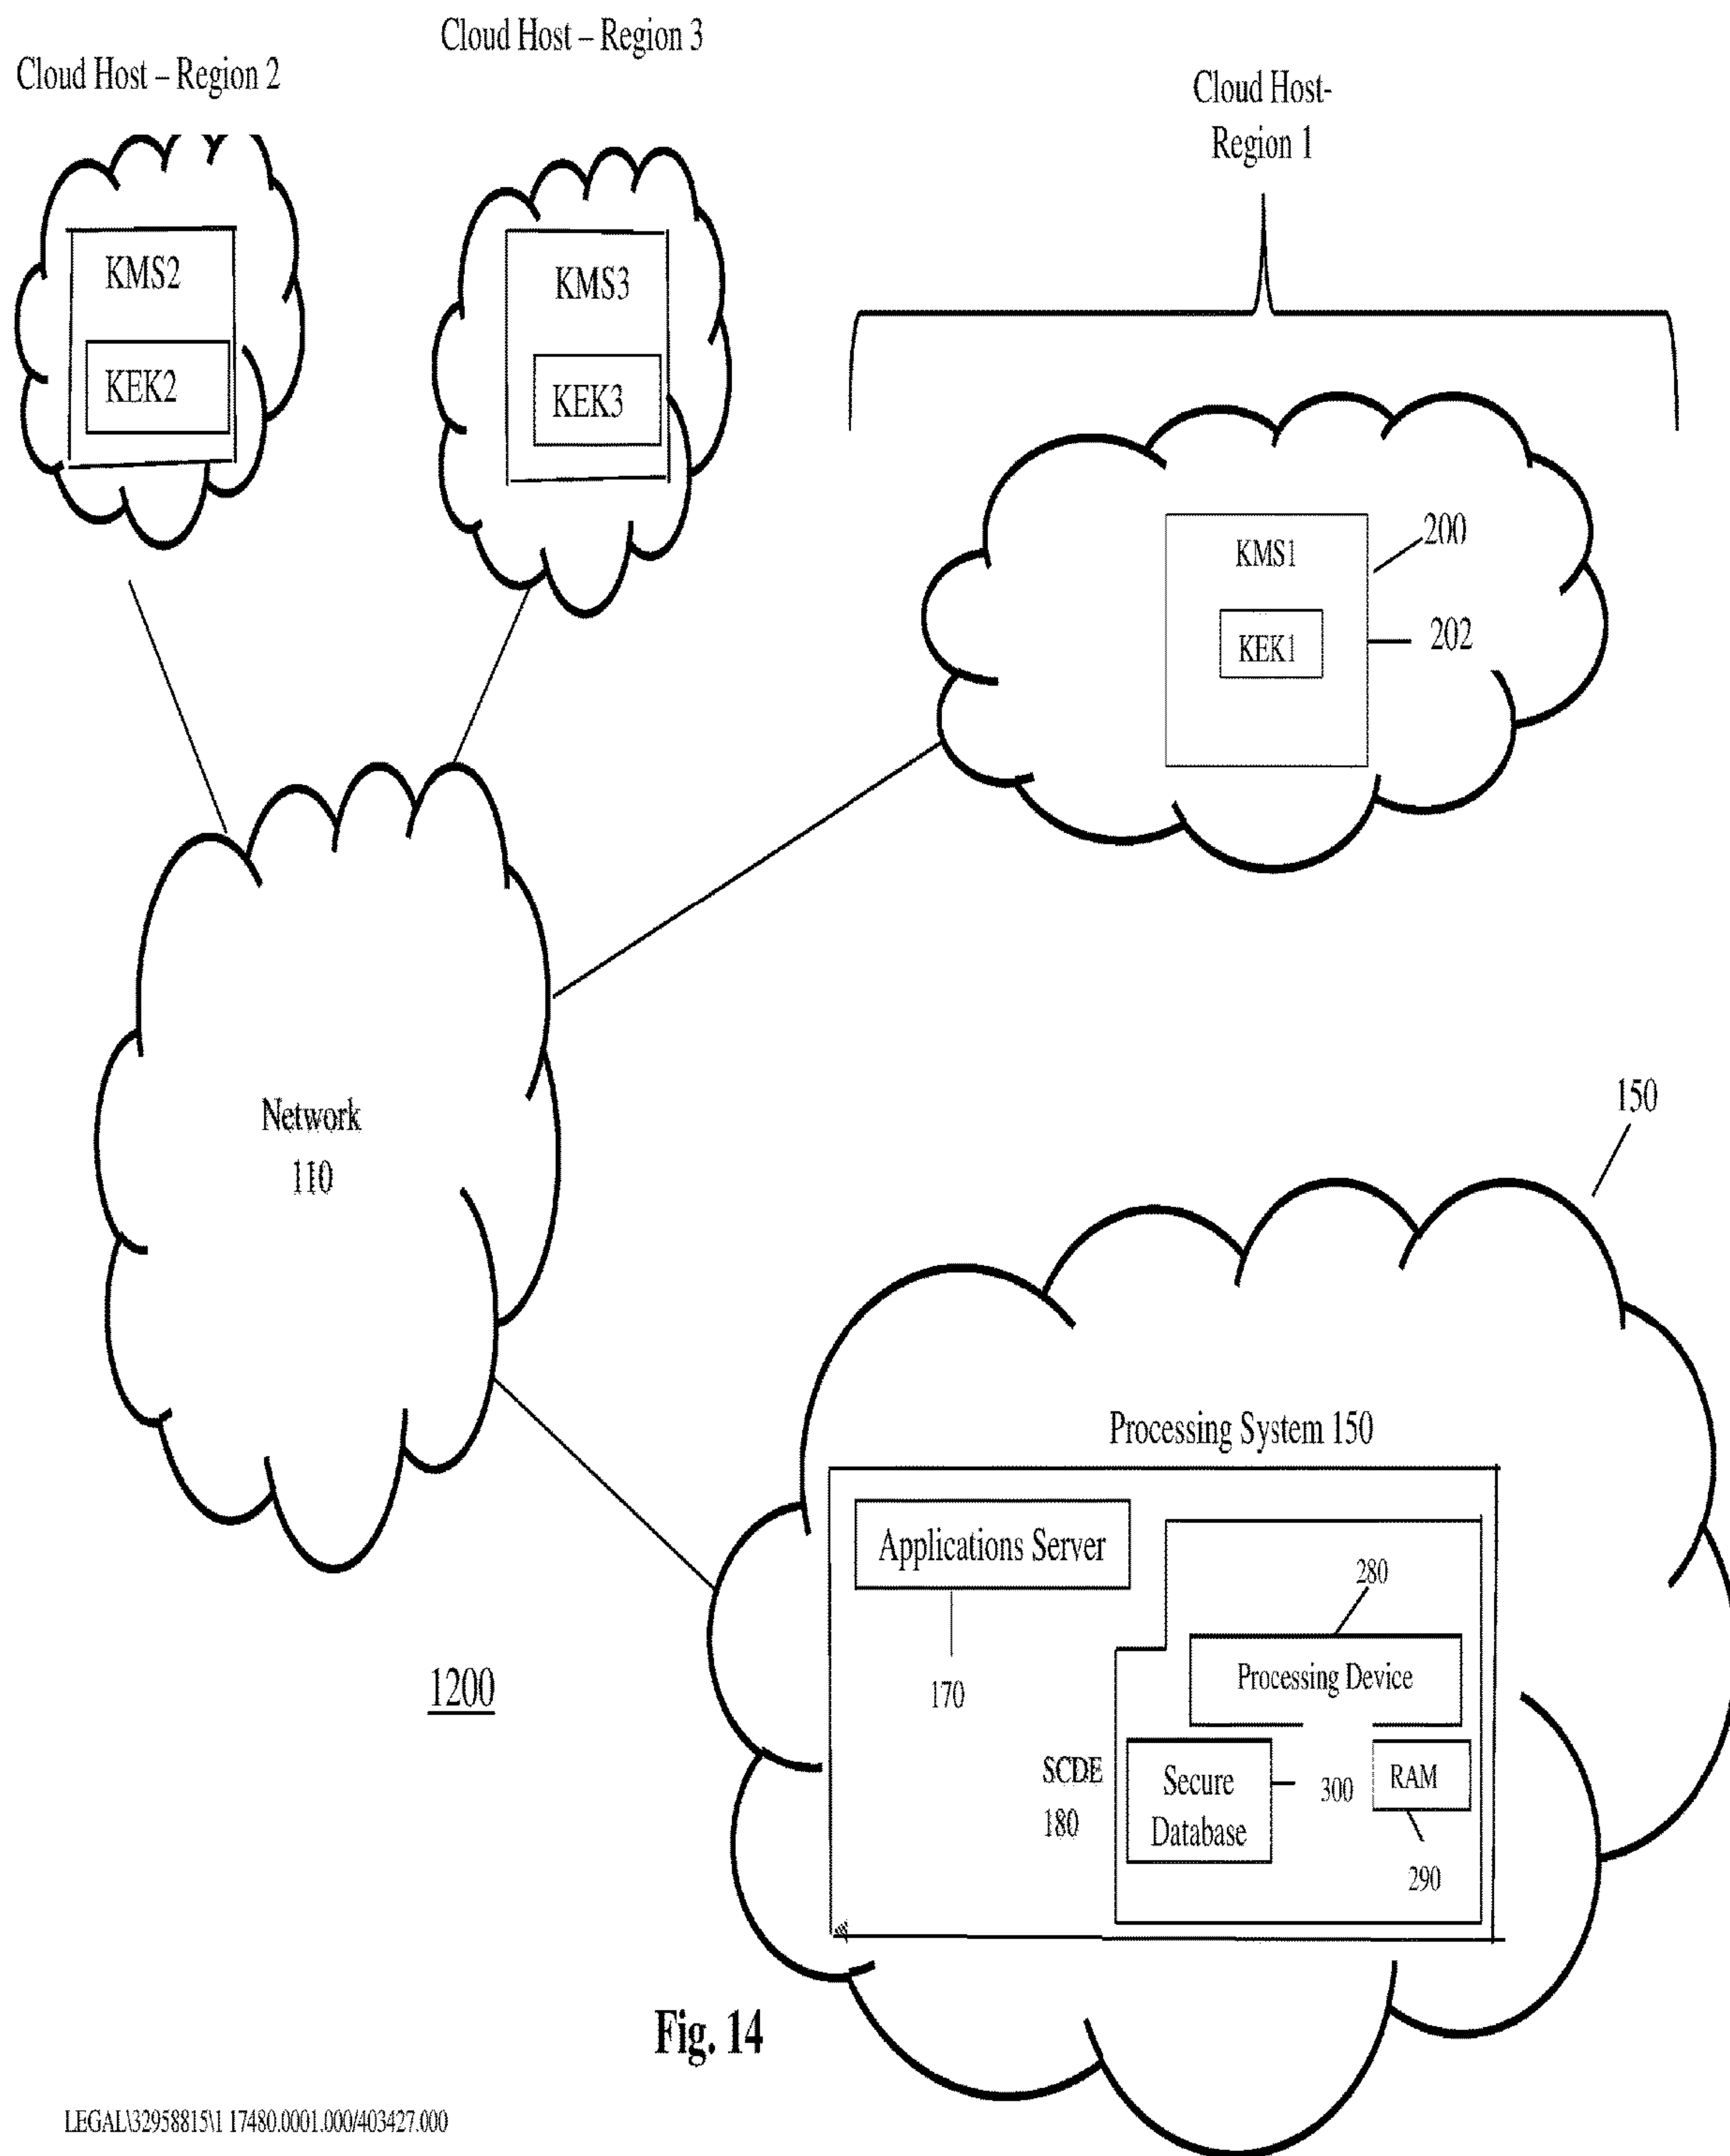 Cloud Host – Region 2
Cloud Host – Region 3
Cloud Host-
Region 1
KMS2
KEK2
KMS3
KEK3
KMS1
KEK1
200
202
Network
110
150
Processing System 150
Applications Server
170
280
Processing Device
SCDE
180
Secure
Database
300
RAM
290
1200
Fig. 14
LEGAL\32958815\1 17480.0001.000/403427.000